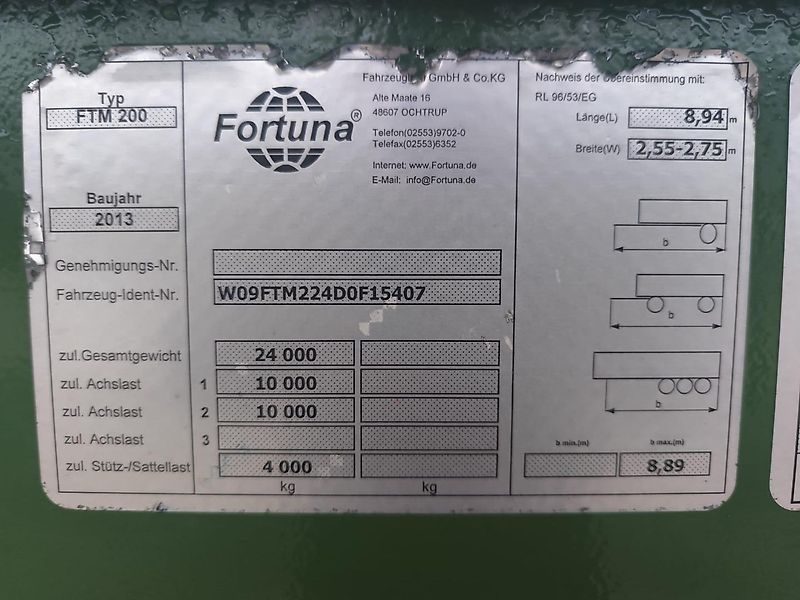 Typ
FTM 200
Baujahr
2013
Fortuna®
GmbH & Co.KG
Alte Maate 16
48607 OCHTRUP
Telefon(02553)9702-0
Telefax(02553)6352
Internet: www.Fortuna.de
E-Mail: info@Fortuna.de
Genehmigungs-Nr.
Fahrzeug-Ident-Nr. W09FTM224D0F15407
zul.Gesamtgewicht 24 000
zul. Achslast 1 10 000
zul. Achslast 2 10 000
zul. Achslast 3
zul. Stütz-/Sattellast 4 000
kg kg
Nachweis der Übereinstimmung mit:
RL 96/53/EG
Länge(L) 8,94 m
Breite(W) 2,55-2,75 m
b
b
b
b min.(m) b max.(m)
8,89